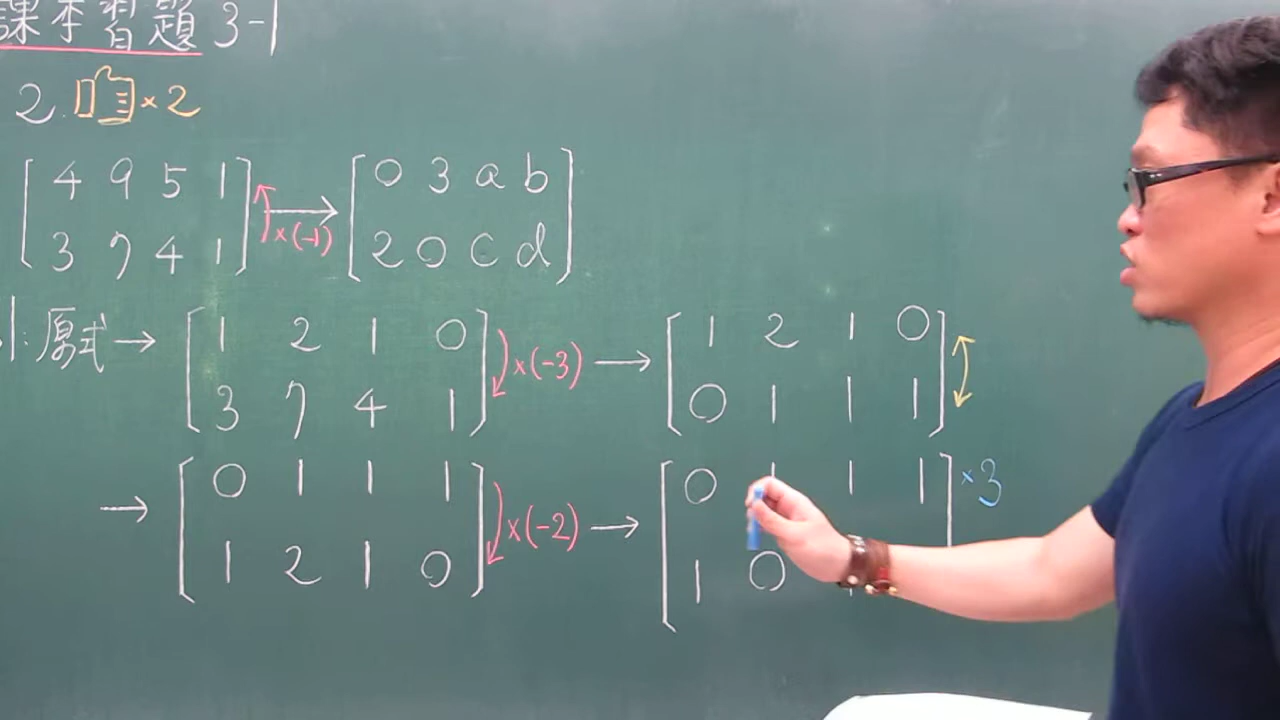 課本習題 3-1
2. ×2
[4 9 5 1] ×(-1) → [0 3 a b]
[3 7 4 1] [2 0 c d]
1: 原式 → [1 2 1 0] ×(-3) → [1 2 1 0]
[3 7 4 1] [0 1 1 1]
→ [0 1 1 1] ×(-2) → [0 1 1 1] ×3
[1 2 1 0] [1 0